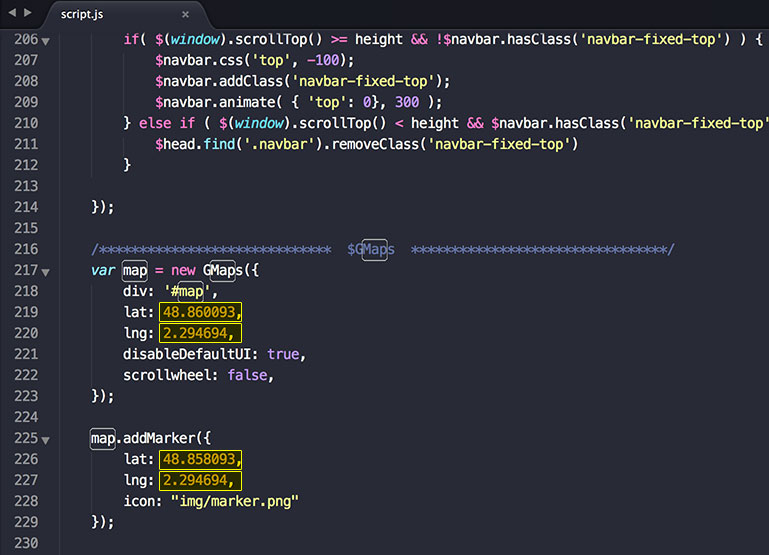 script.js ×
206 if( $(window).scrollTop() >= height && !$navbar.hasClass('navbar-fixed-top') ) {
207 $navbar.css('top', -100);
208 $navbar.addClass('navbar-fixed-top');
209 $navbar.animate( { 'top': 0}, 300 );
210 } else if ( $(window).scrollTop() < height && $navbar.hasClass('navbar-fixed-top'
211 $head.find('.navbar').removeClass('navbar-fixed-top')
212 }
213
214 });
215
216 /***************************** $GMaps ********************************/
217 var map = new GMaps({
218 div: '#map',
219 lat: 48.860093,
220 lng: 2.294694,
221 disableDefaultUI: true,
222 scrollwheel: false,
223 });
224
225 map.addMarker({
226 lat: 48.858093,
227 lng: 2.294694,
228 icon: "img/marker.png"
229 });
230